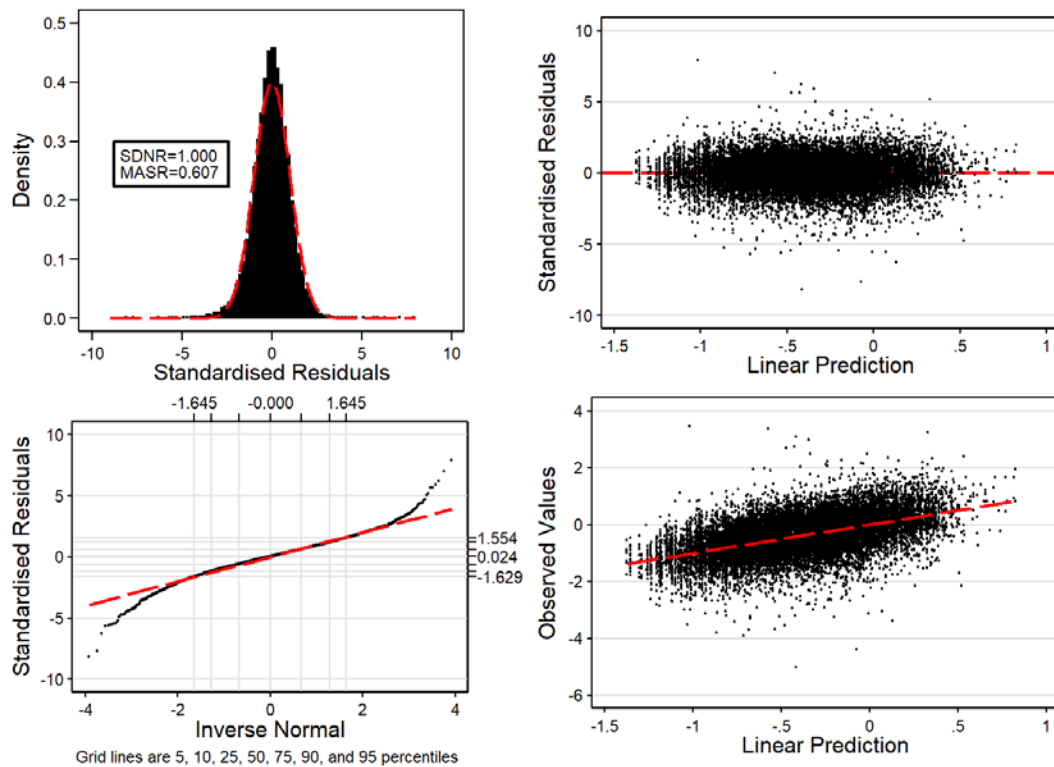 0.5
0.4
0.3
0.2
0.1
0.0
Density
SDNR=1.000
MASR=0.607
-10 -5 0 5 10
Standardised Residuals
10
5
0
-5
-10
Standardised Residuals
-1.5 -1 -.5 0 .5 1
Linear Prediction
-1.645 -0.000 1.645
10
5
0
-5
-10
Standardised Residuals
1.554
0.024
-1.629
-4 -2 0 2 4
Inverse Normal
Grid lines are 5, 10, 25, 50, 75, 90, and 95 percentiles
4
2
0
-2
-4
-6
Observed Values
-1.5 -1 -.5 0 .5 1
Linear Prediction